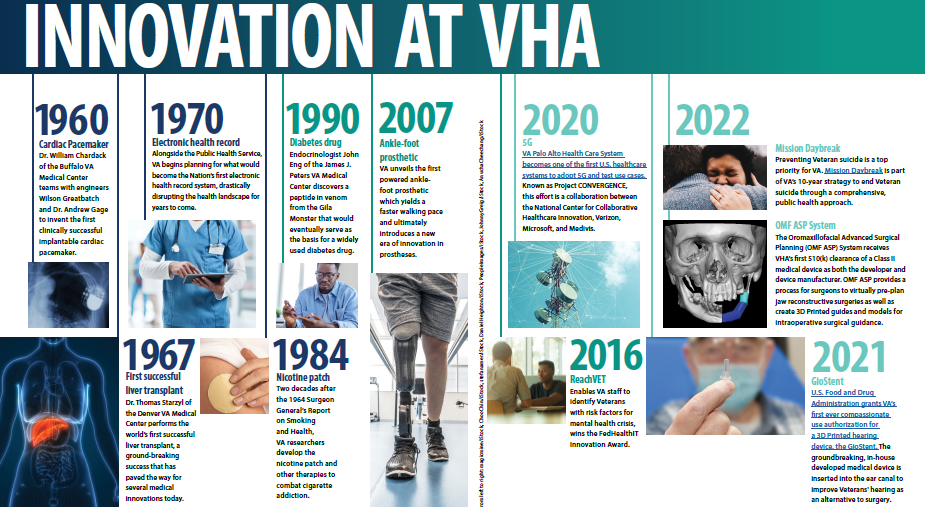 INNOVATION AT VHA
1960
Cardiac Pacemaker
Dr. William Chardack
of the Buffalo VA
Medical Center
teams with engineers
Wilson Greatbatch
and Dr. Andrew Gage
to invent the first
clinically successful
implantable cardiac
pacemaker.
1967
First successful
liver transplant
Dr. Thomas Starzyl of
the Denver VA Medical
Center performs the
world's first successful
liver transplant, a
ground-breaking
success that has
paved the way for
several medical
innovations today.
1970
Electronic health record
Alongside the Public Health Service,
VA begins planning for what would
become the Nation's first electronic
health record system, drastically
disrupting the health landscape for
years to come.
1984
Nicotine patch
Two decades after
the 1964 Surgeon
General's Report
on Smoking
and Health,
VA researchers
develop the
nicotine patch and
other therapies to
combat cigarette
addiction.
1990
Diabetes drug
Endocrinologist John
Eng of the James J.
Peters VA Medical
Center discovers a
peptide in venom
from the Gila
Monster that would
eventually serve as
the basis for a widely
used diabetes drug.
2007
Ankle-foot
prosthetic
VA unveils the first
powered ankle-
foot prosthetic
which yields a
faster walking pace
and ultimately
introduces a new
era of innovation in
prostheses.
2016
ReachVET
Enables VA staff to
identify Veterans
with risk factors for
mental health crisis,
wins the FedHealthIT
Innovation Award.
2020
5G
VA Palo Alto Health Care System
becomes one of the first U.S. healthcare
systems to adopt 5G and test use cases.
Known as Project CONVERGENCE,
this effort is a collaboration between
the National Center for Collaborative
Healthcare Innovation, Verizon,
Microsoft, and Medivis.
2021
GloStent
U.S. Food and Drug
Administration grants VA's
first ever compassionate
use authorization for
a 3D Printed hearing
device, the GloStent. The
groundbreaking, in-house
developed medical device is
inserted into the ear canal to
improve Veterans' hearing as
an alternative to surgery.
2022
Mission Daybreak
Preventing Veteran suicide is a top
priority for VA. Mission Daybreak is part
of VA's 10-year strategy to end Veteran
suicide through a comprehensive,
public health approach.
OMF ASP System
The Oromaxillofacial Advanced Surgical
Planning (OMF ASP) System receives
VHA's first 510(k) clearance of a Class II
medical device as both the developer and
device manufacturer. OMF ASP provides a
process for surgeons to virtually pre-plan
jaw reconstructive surgeries as well as
create 3D Printed guides and models for
intraoperative surgical guidance.